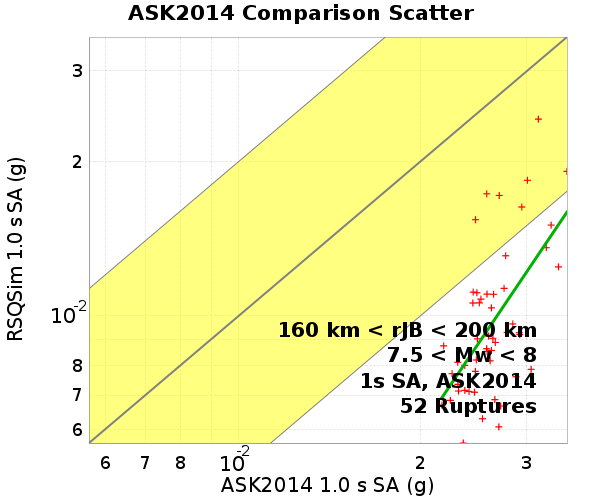 ASK2014 Comparison Scatter
RSQSim 1.0 s SA (g)
3
2
10-2
8
7
6
160 km < rJB < 200 km
7.5 < Mw < 8
1s SA, ASK2014
52 Ruptures
6 7 8 10-2 2 3
ASK2014 1.0 s SA (g)